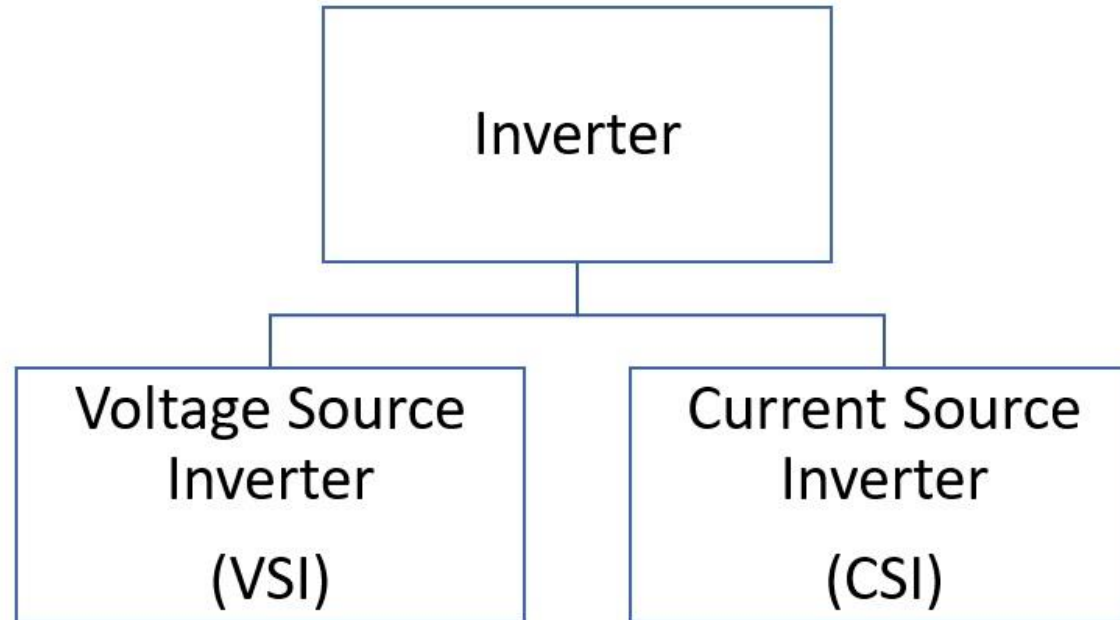 Inverter
Voltage Source
Inverter
(VSI)
Current Source
Inverter
(CSI)